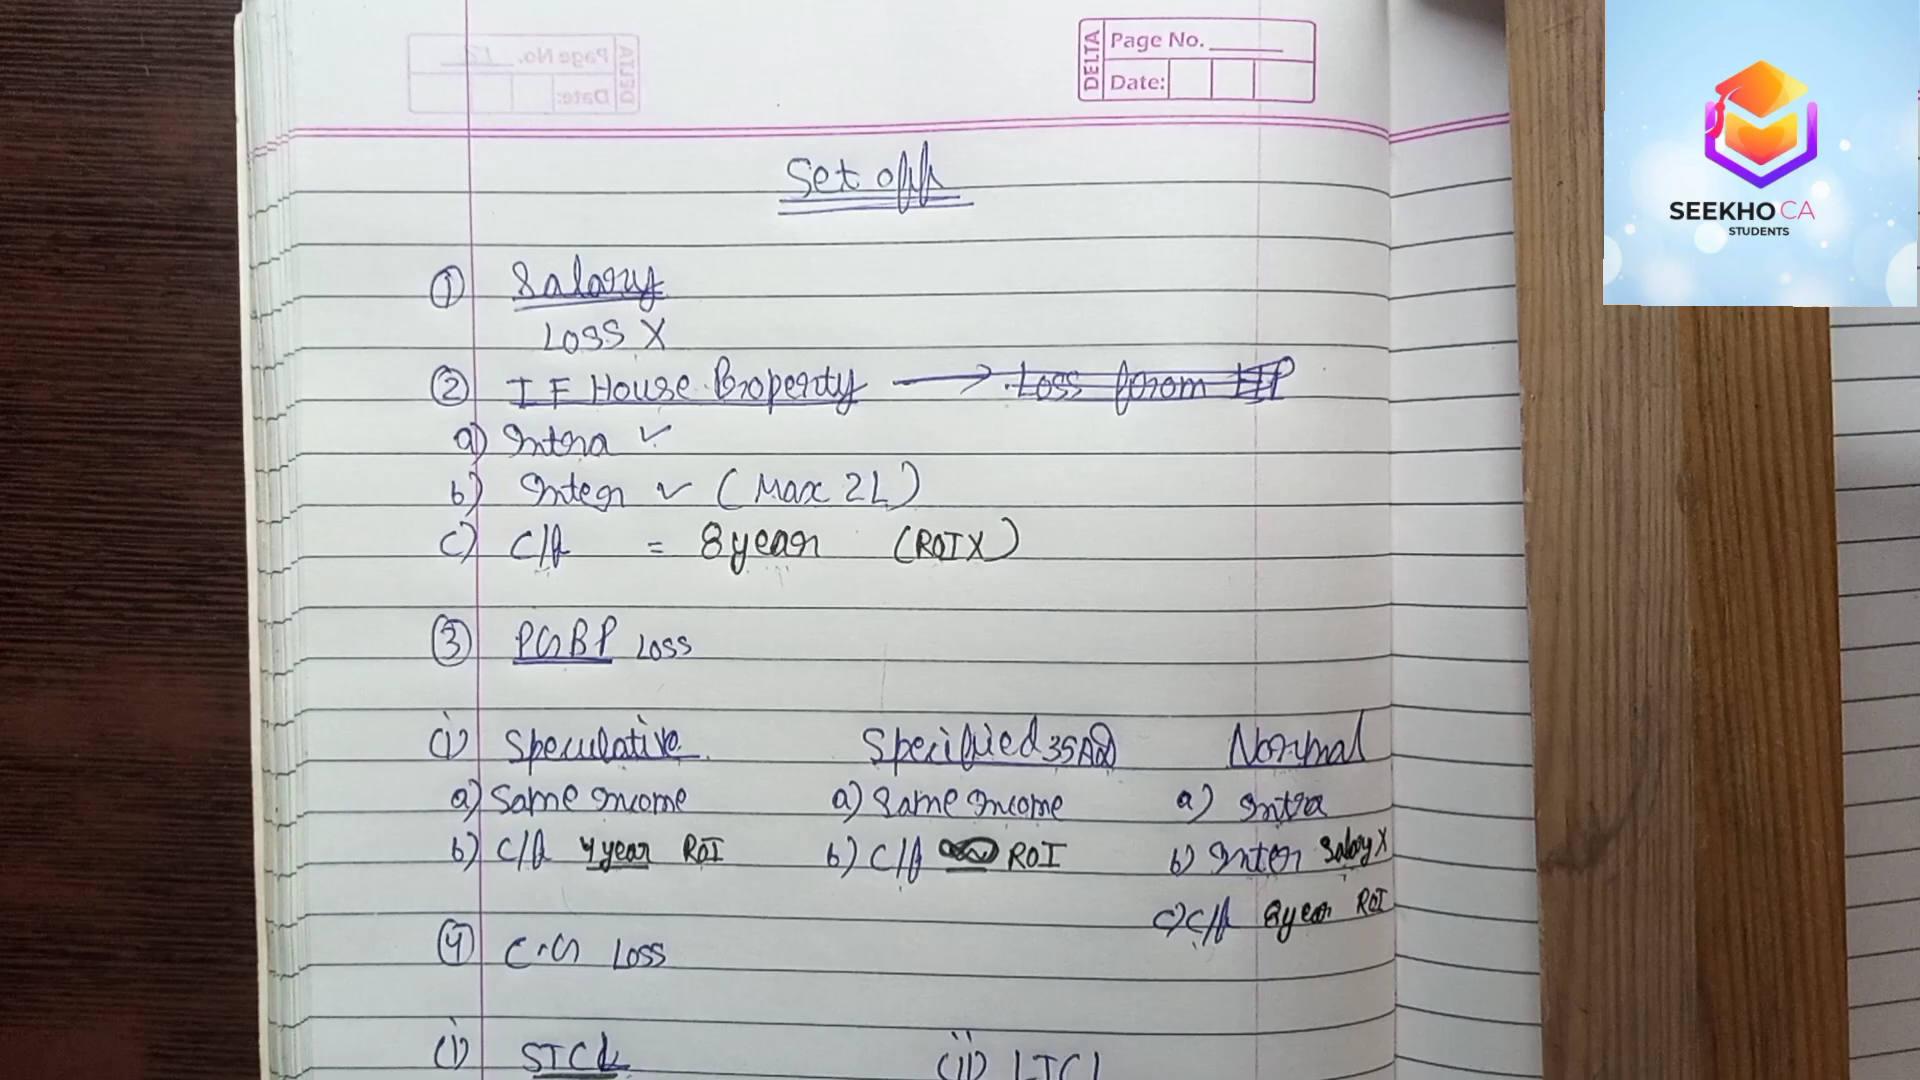 DELTA
Page No.
Date:
SEEKHO CA
STUDENTS
Set off
① Salary
Loss X
② I F House Property → Loss from HP
a) Intra ✓
b) Inter ✓ (Max 2L)
c) C/f = 8 year (ROI X)
③ PGBP Loss
(i) Speculative Specified 35AD Normal
a) Same Income a) Same Income a) Intra
b) C/f 4 year ROI b) C/f ROI b) Inter Salary X
c) C/f 8 year ROI
④ C.G Loss
(i) STCL (ii) LTCL